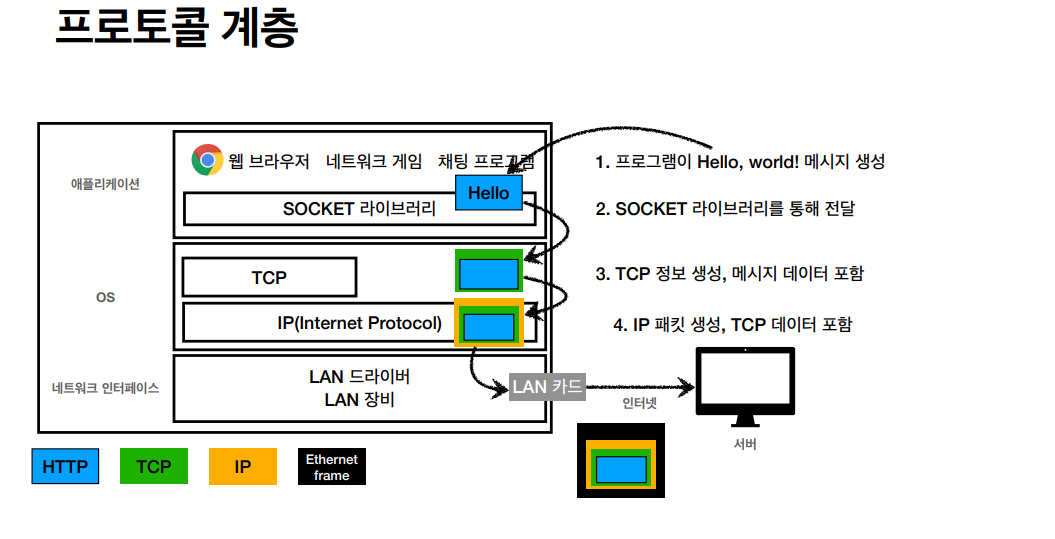 프로토콜 계층
애플리케이션
웹 브라우저 네트워크 게임 채팅 프로그램
Hello
SOCKET 라이브러리
1. 프로그램이 Hello, world! 메시지 생성
2. SOCKET 라이브러리를 통해 전달
OS
TCP
IP(Internet Protocol)
3. TCP 정보 생성, 메시지 데이터 포함
4. IP 패킷 생성, TCP 데이터 포함
네트워크 인터페이스
LAN 드라이버
LAN 장비
LAN 카드
인터넷
서버
HTTP
TCP
IP
Ethernet
frame